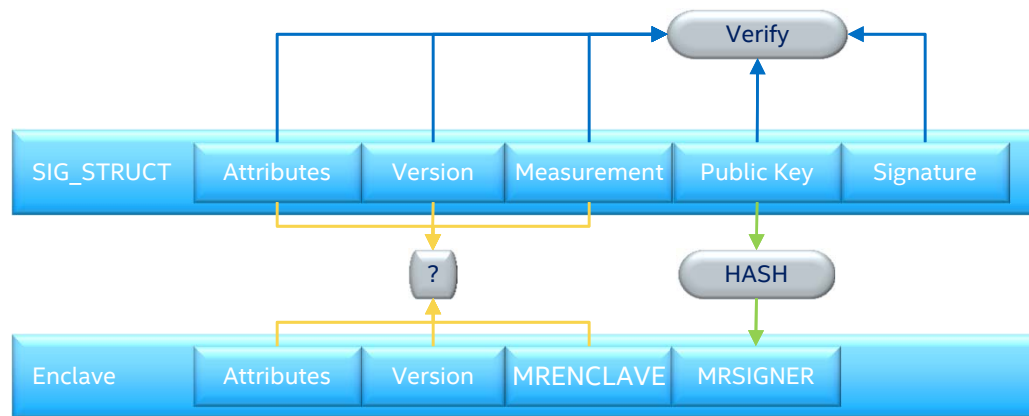 Verify
SIG_STRUCT Attributes Version Measurement Public Key Signature
? HASH
Enclave Attributes Version MRENCLAVE MRSIGNER